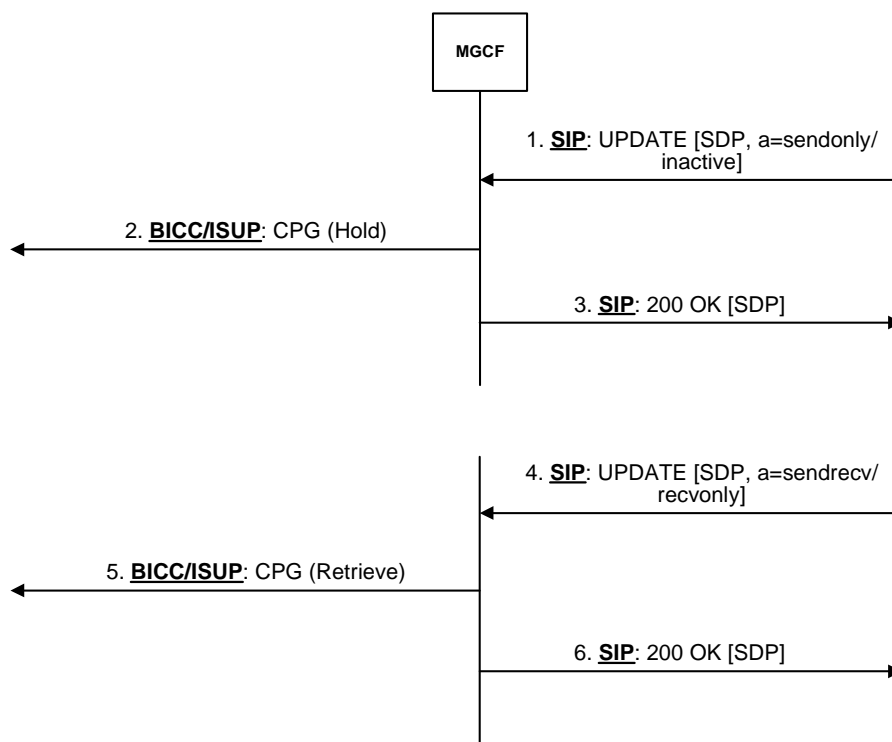 MGCF
1. SIP: UPDATE [SDP, a=sendonly/
inactive]
2. BICC/ISUP: CPG (Hold)
3. SIP: 200 OK [SDP]
4. SIP: UPDATE [SDP, a=sendrecv/
recvonly]
5. BICC/ISUP: CPG (Retrieve)
6. SIP: 200 OK [SDP]